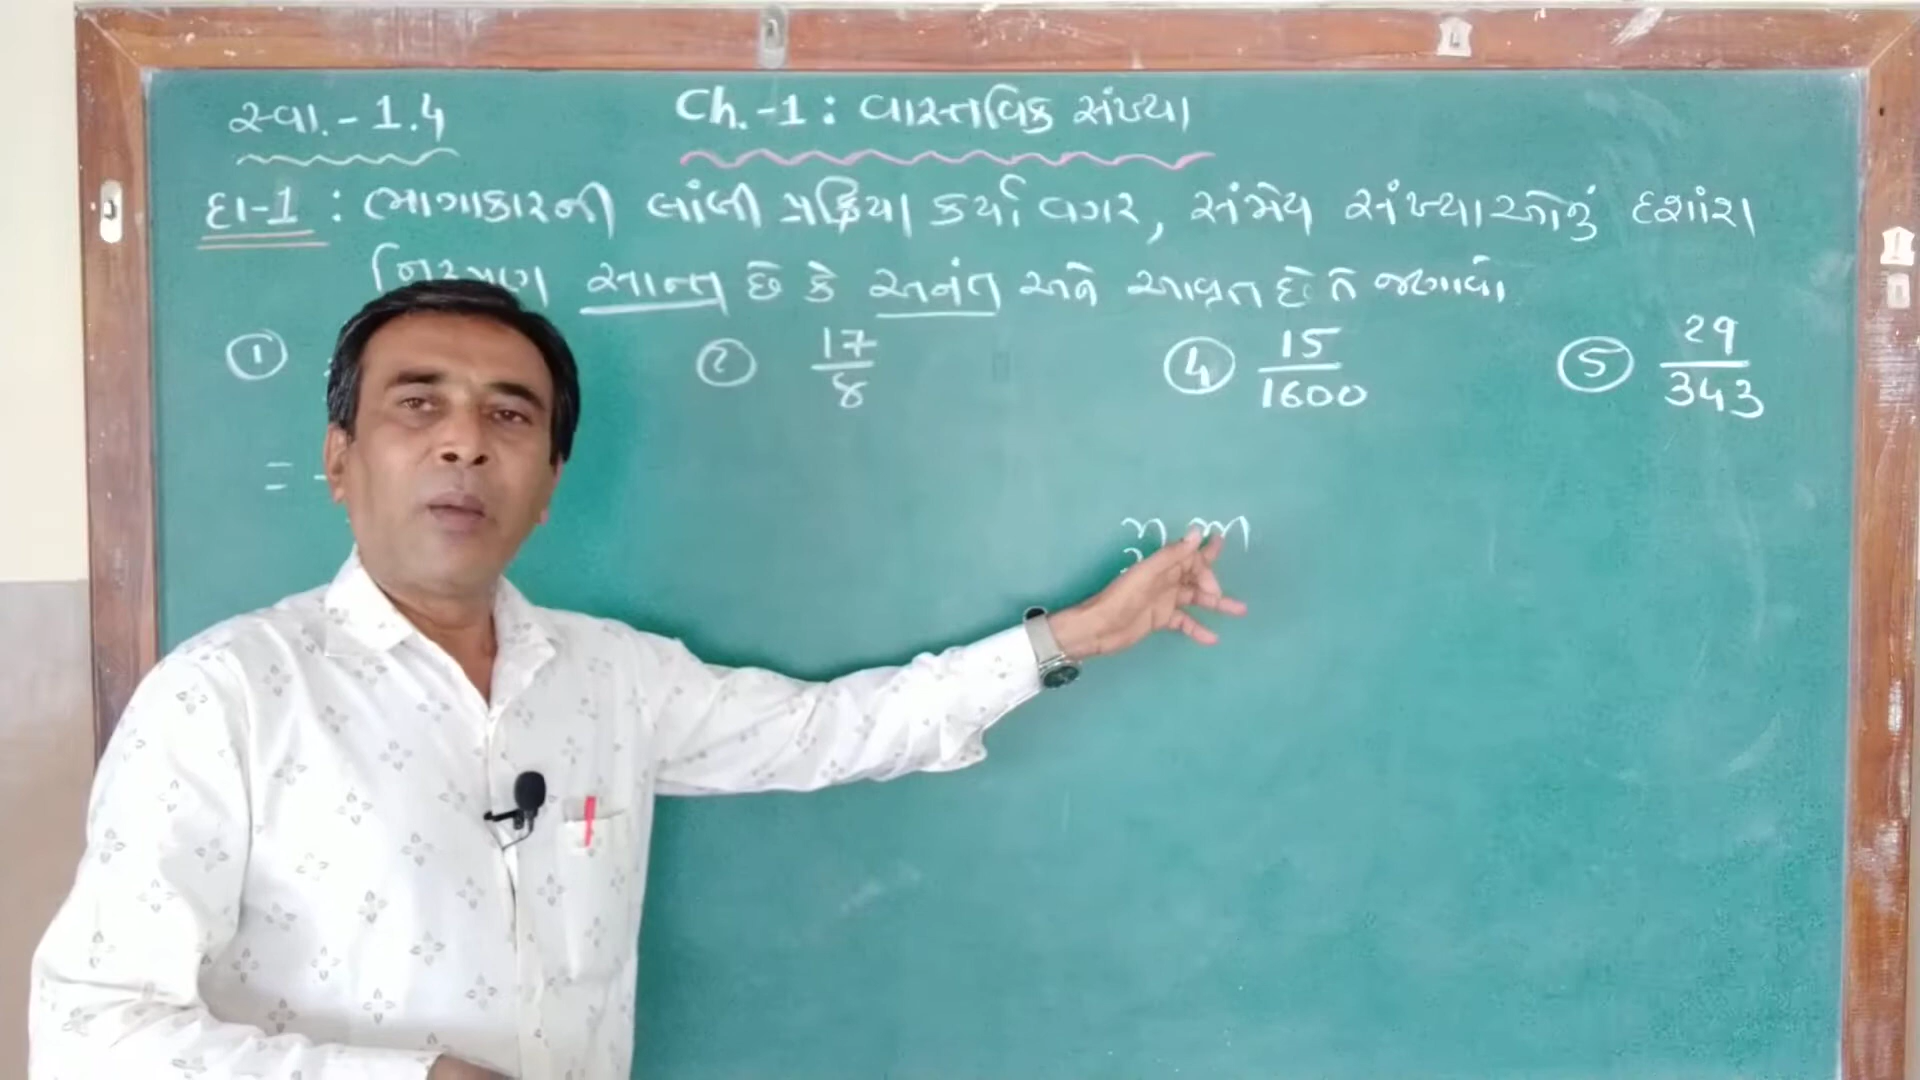 સ્વા.-1.4
Ch.-1: વાસ્તવિક સંખ્યા
દા-1 : ભાગાકારની લાંબી પ્રક્રિયા કર્યા વગર, સંમેય સંખ્યાઓનું દશાંશ
સાન્ત છે કે અનંત અને આવૃત્ત છે તે જણાવો
① ② 17/8 ④ 15/1600 ⑤ 29/343
=